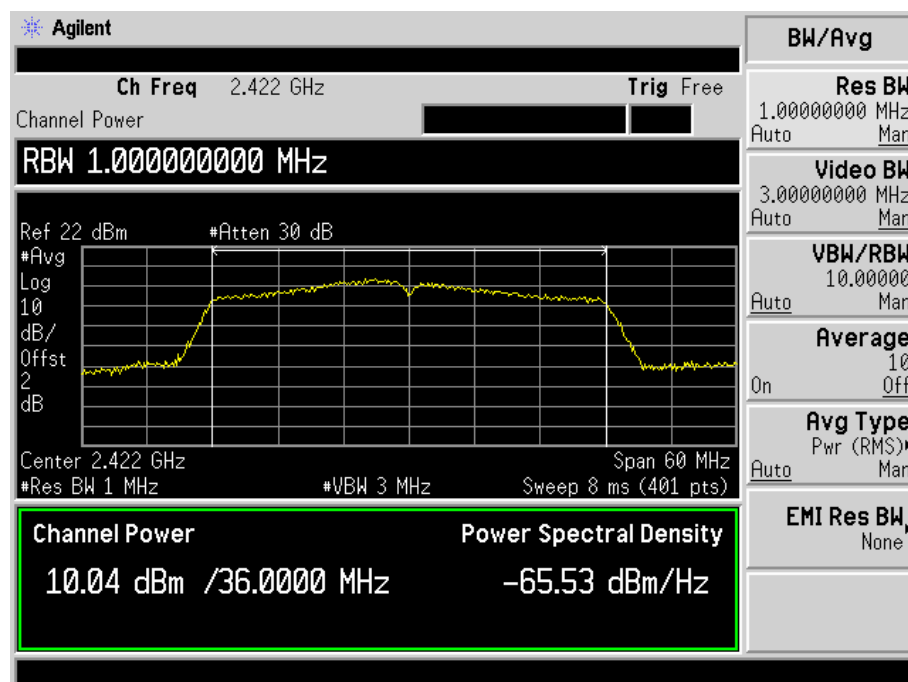 Agilent
Ch Freq 2.422 GHz Trig Free
Channel Power
RBW 1.000000000 MHz
Ref 22 dBm #Atten 30 dB
#Avg
Log
10
dB/
Offst
2
dB
Center 2.422 GHz Span 60 MHz
#Res BW 1 MHz #VBW 3 MHz Sweep 8 ms (401 pts)
Channel Power Power Spectral Density
10.04 dBm /36.0000 MHz -65.53 dBm/Hz
BW/Avg
Res BW
1.00000000 MHz
Auto Man
Video BW
3.00000000 MHz
Auto Man
VBW/RBW
10.00000
Auto Man
Average
10
On Off
Avg Type
Pwr (RMS)
Auto Man
EMI Res BW
None